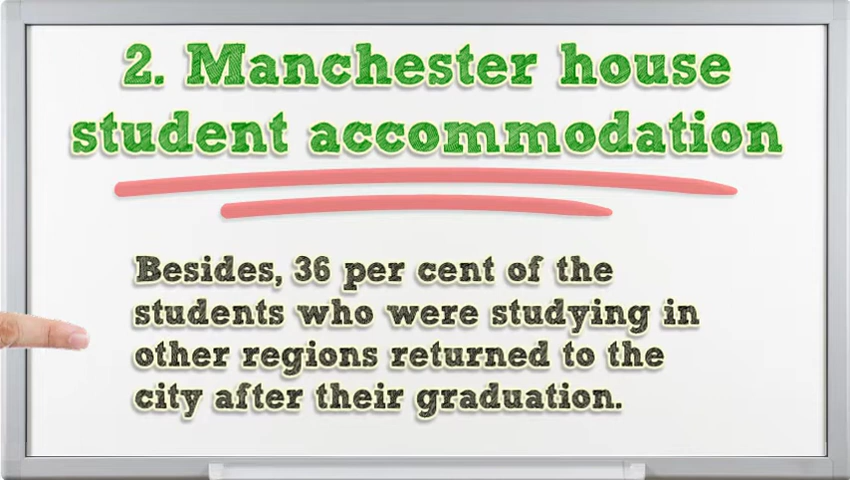 2. Manchester house
student accommodation
Besides, 36 per cent of the
students who were studying in
other regions returned to the
city after their graduation.